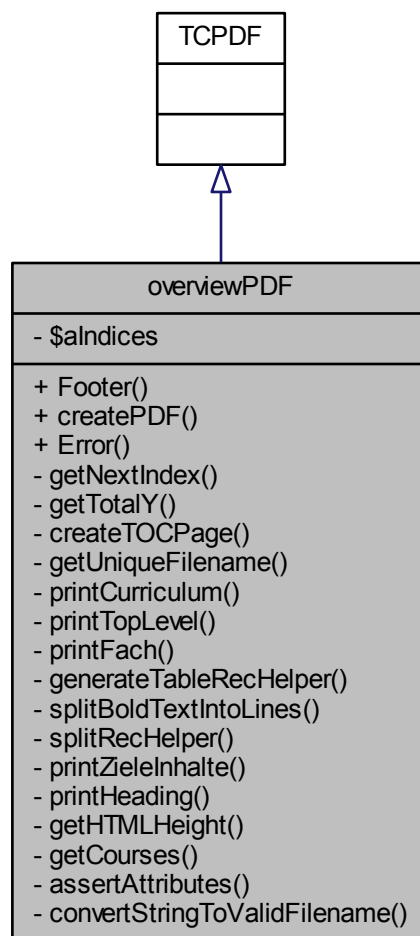 TCPDF
overviewPDF
- $aIndices
+ Footer()
+ createPDF()
+ Error()
- getNextIndex()
- getTotalY()
- createTOCPage()
- getUniqueFilename()
- printCurriculum()
- printTopLevel()
- printFach()
- generateTableRecHelper()
- splitBoldTextIntoLines()
- splitRecHelper()
- printZieleInhalte()
- printHeading()
- getHTMLHeight()
- getCourses()
- assertAttributes()
- convertStringToValidFilename()